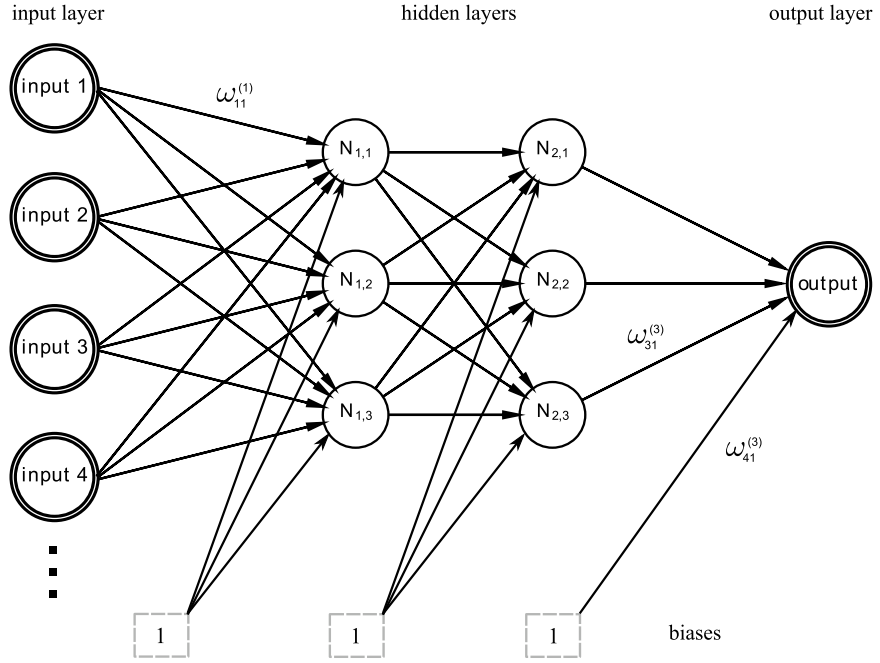 input layer
hidden layers
output layer
input 1
ω11(1)
N1,1
N2,1
input 2
N1,2
N2,2
output
input 3
ω31(3)
N1,3
N2,3
ω41(3)
input 4
1
1
1
biases